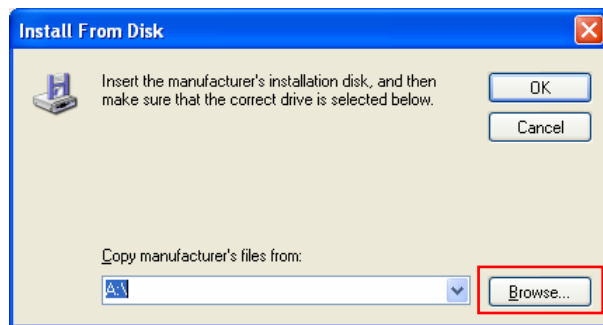 Install From Disk
Insert the manufacturer's installation disk, and then
make sure that the correct drive is selected below.
OK
Cancel
Copy manufacturer's files from:
A:\
Browse...